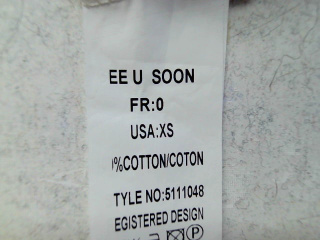 EE U SOON
FR:0
USA:XS
%COTTON/COTON
TYLE NO:5111048
EGISTERED DESIGN